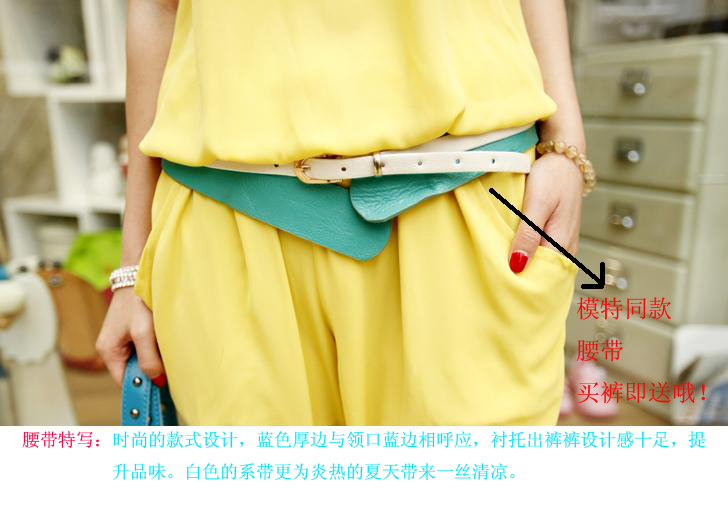 模特同款
腰带
买裤即送哦！
腰带特写：时尚的款式设计，蓝色厚边与领口蓝边相呼应，衬托出裤裤设计感十足，提
升品味。白色的系带更为炎热的夏天带来一丝清凉。